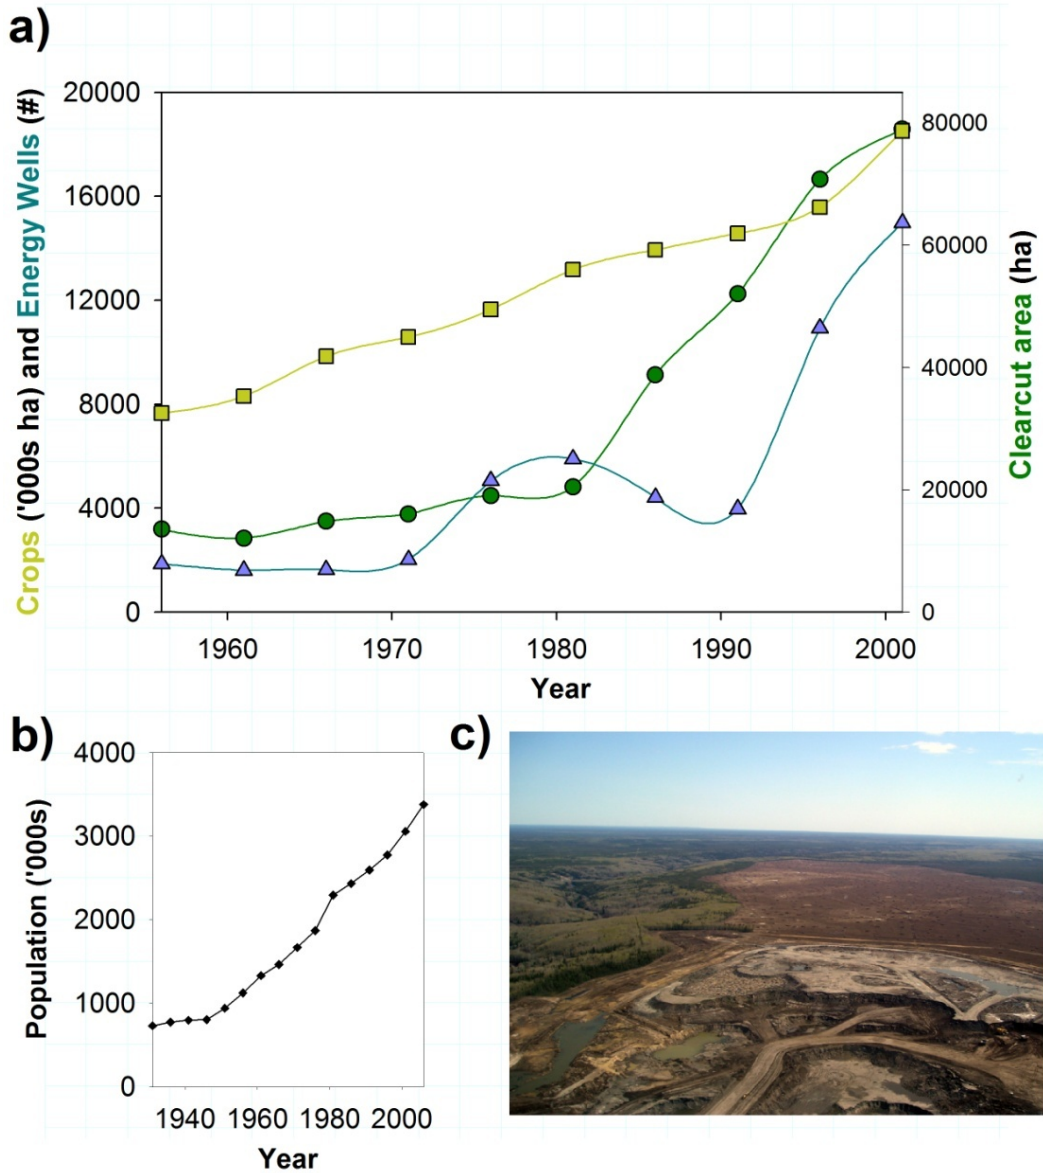 a)
Crops ('000s ha) and Energy Wells (#)
20000
16000
12000
8000
4000
0
80000
60000
40000
20000
0
Clearcut area (ha)
1960 1970 1980 1990 2000
Year
b)
Population ('000s)
4000
3000
2000
1000
0
1940 1960 1980 2000
Year
c)